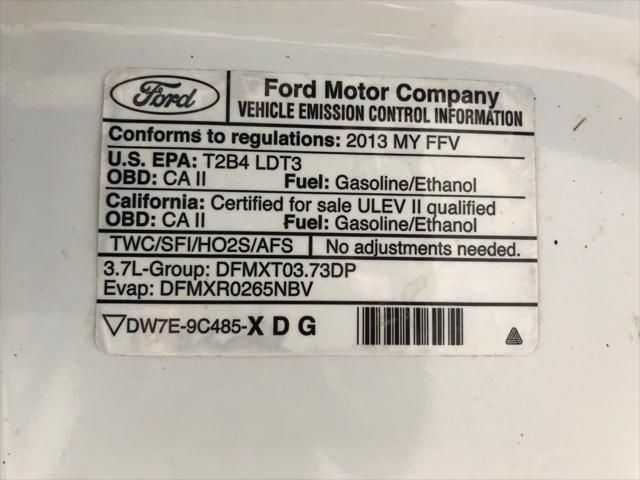 Ford
Ford Motor Company
VEHICLE EMISSION CONTROL INFORMATION
Conforms to regulations: 2013 MY FFV
U.S. EPA: T2B4 LDT3
OBD: CA II Fuel: Gasoline/Ethanol
California: Certified for sale ULEV II qualified
OBD: CA II Fuel: Gasoline/Ethanol
TWC/SFI/HO2S/AFS No adjustments needed.
3.7L-Group: DFMXT03.73DP
Evap: DFMXR0265NBV
▽DW7E-9C485-X D G